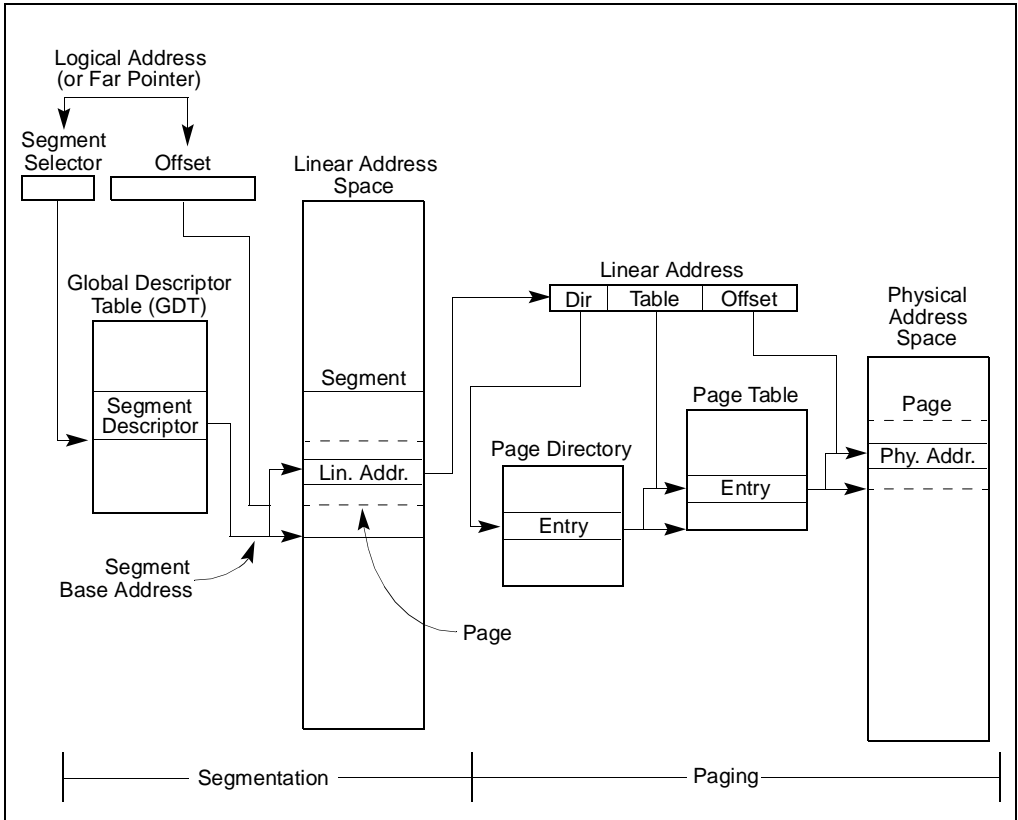 Logical Address
(or Far Pointer)
Segment
Selector
Offset
Linear Address
Space
Global Descriptor
Table (GDT)
Linear Address
Dir
Table
Offset
Physical
Address
Space
Segment
Segment
Descriptor
Page Table
Page
Lin. Addr.
Page Directory
Phy. Addr.
Entry
Entry
Segment
Base Address
Page
Segmentation
Paging